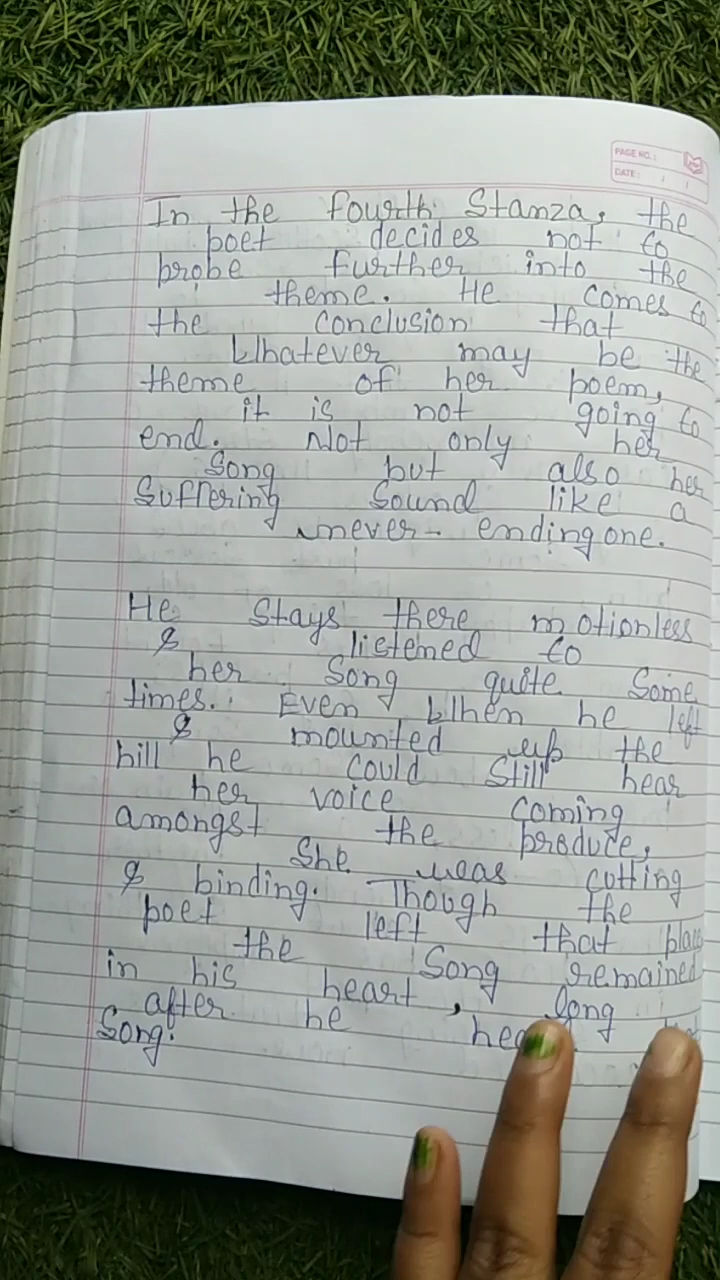 PAGE NO.:
DATE: / /
In the fourth Stanza, the
poet decides not to
probe further into the
theme. He comes to
the conclusion that
Whatever may be the
theme of her poem,
it is not going to
end. Not only her
Song but also her
Suffering Sound like a
never- ending one.
He Stays there motionless
& listened to
her Song quite Some
times. Even When he left
& mounted up the
hill he could Still hear
her voice coming
amongst the produce,
She was cutting
& binding. Though the
poet left that place
the Song remained
in his heart, long
after he
Song.